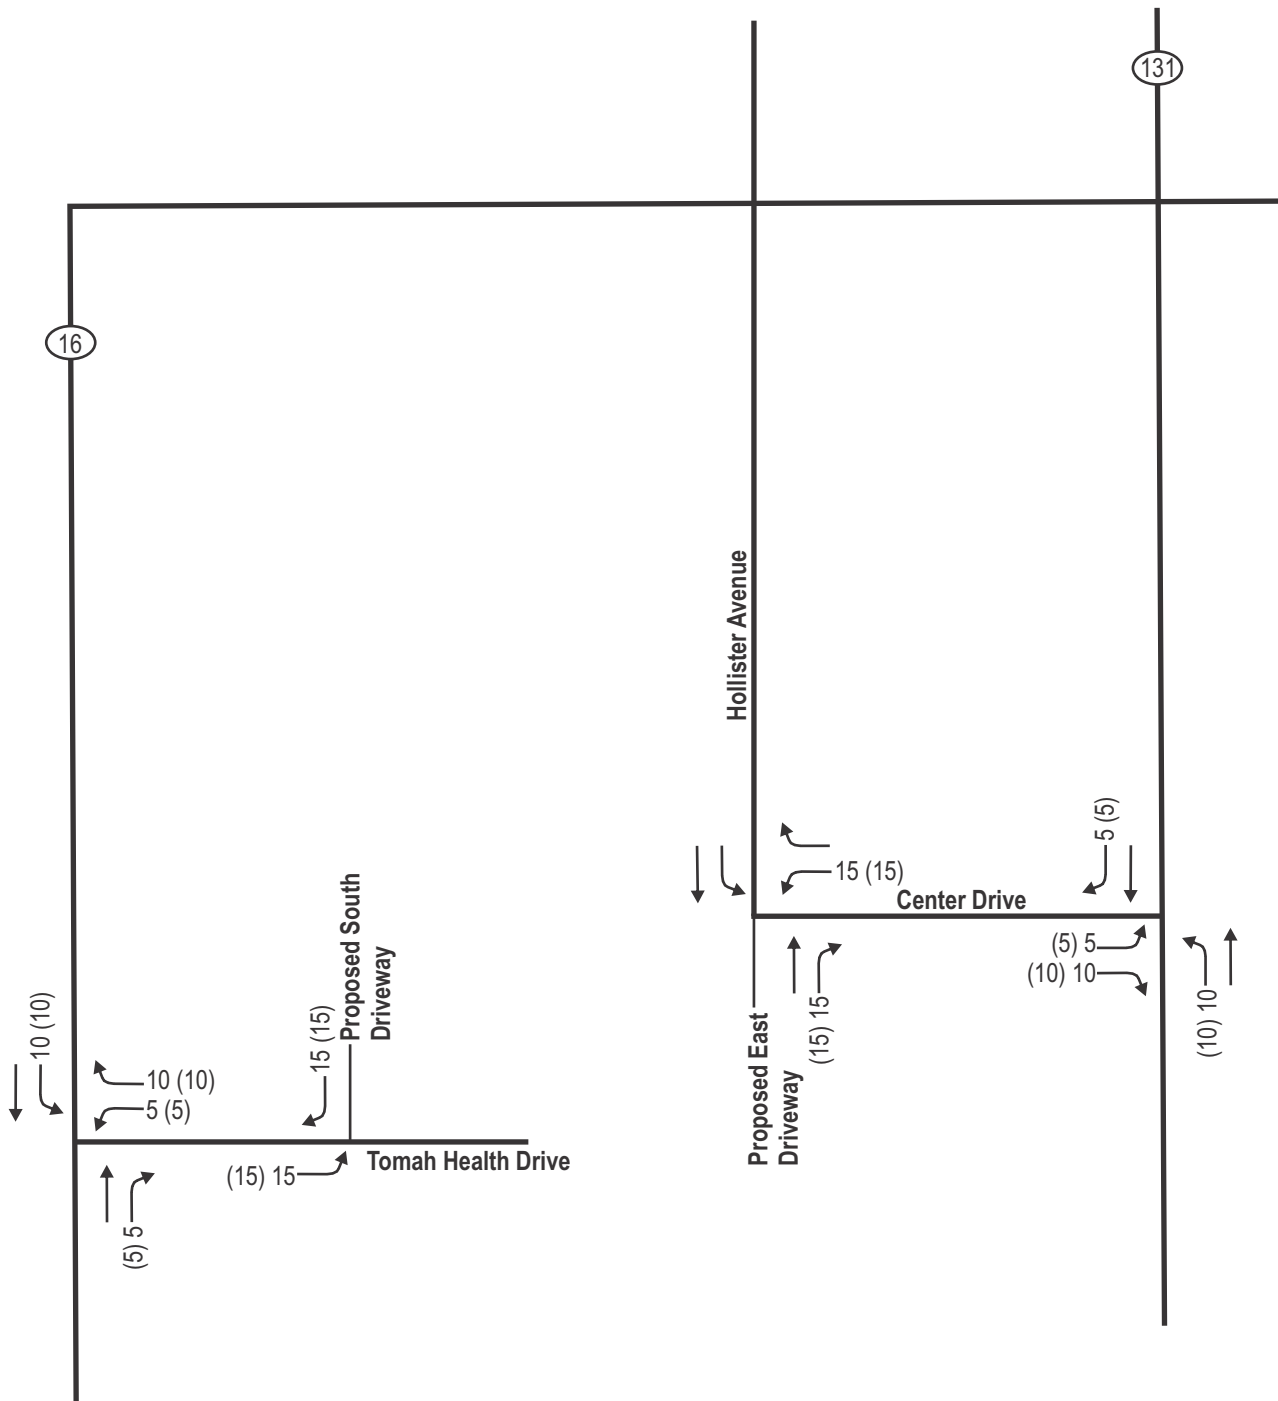 131
16
Hollister Avenue
5 (5)
15 (15)
Center Drive
(5) 5
(10) 10
(10) 10
(15) 15
Proposed East
Driveway
Proposed South
Driveway
15 (15)
10 (10)
10 (10)
5 (5)
(15) 15
Tomah Health Drive
(5) 5